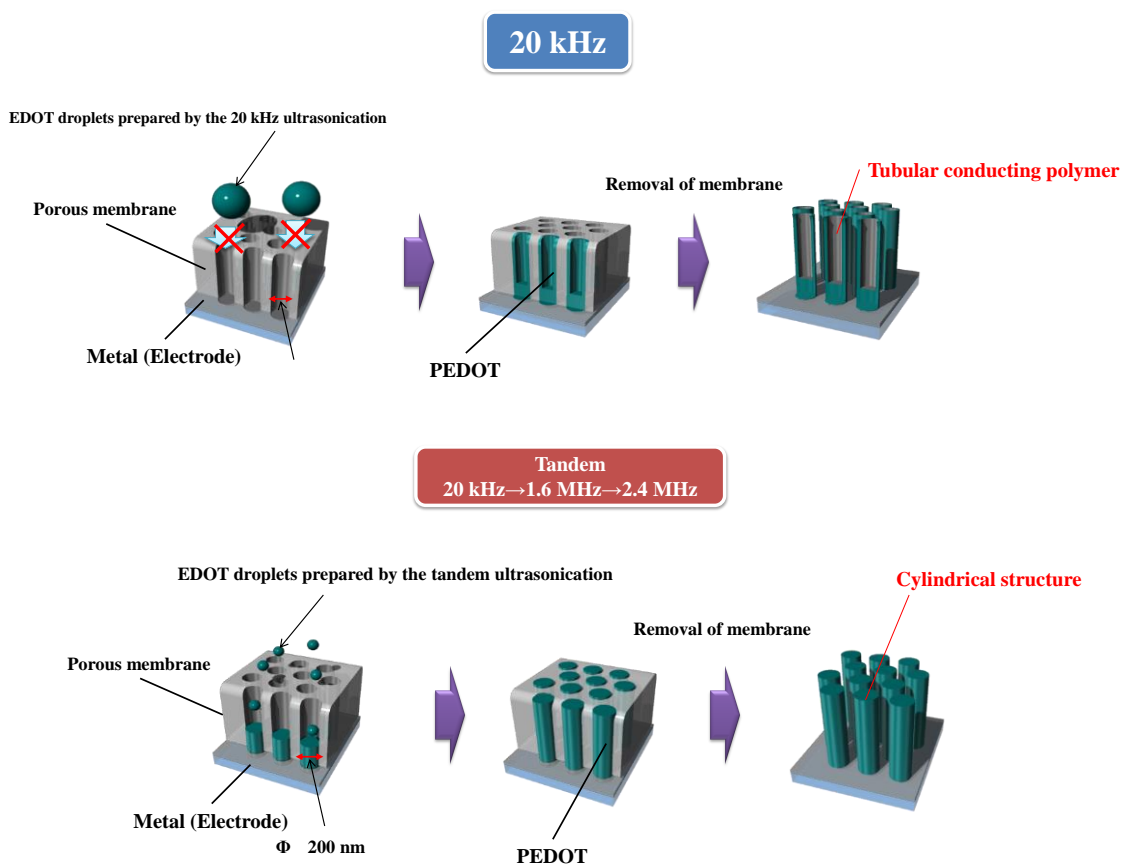 20 kHz
EDOT droplets prepared by the 20 kHz ultrasonication
Removal of membrane
Tubular conducting polymer
Porous membrane
Metal (Electrode)
PEDOT
Tandem
20 kHz→1.6 MHz→2.4 MHz
EDOT droplets prepared by the tandem ultrasonication
Cylindrical structure
Removal of membrane
Porous membrane
Metal (Electrode)
Φ 200 nm
PEDOT